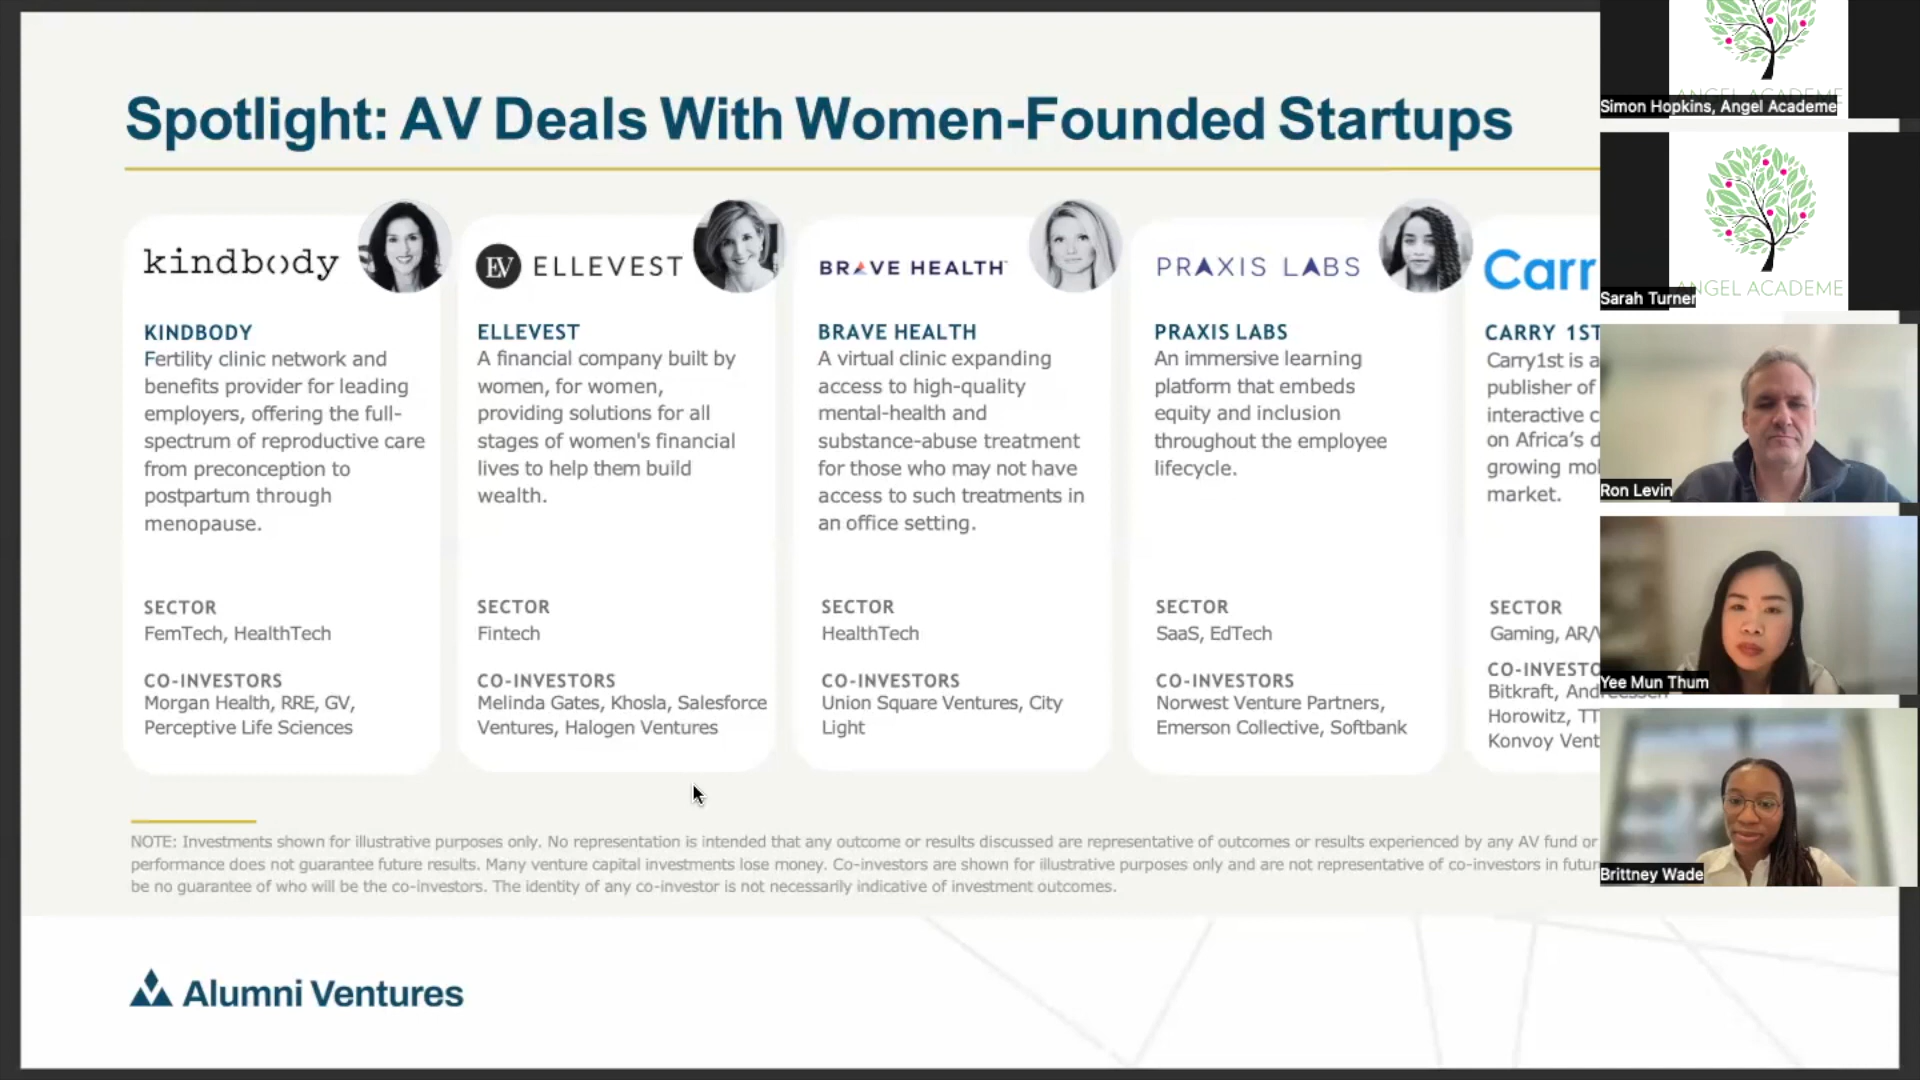 Spotlight: AV Deals With Women-Founded Startups
kindbody
EV ELLEVEST
BRAVE HEALTH
PRAXIS LABS
Carr
KINDBODY
Fertility clinic network and
benefits provider for leading
employers, offering the full-
spectrum of reproductive care
from preconception to
postpartum through
menopause.
SECTOR
FemTech, HealthTech
CO-INVESTORS
Morgan Health, RRE, GV,
Perceptive Life Sciences
ELLEVEST
A financial company built by
women, for women,
providing solutions for all
stages of women's financial
lives to help them build
wealth.
SECTOR
Fintech
CO-INVESTORS
Melinda Gates, Khosla, Salesforce
Ventures, Halogen Ventures
BRAVE HEALTH
A virtual clinic expanding
access to high-quality
mental-health and
substance-abuse treatment
for those who may not have
access to such treatments in
an office setting.
SECTOR
HealthTech
CO-INVESTORS
Union Square Ventures, City
Light
PRAXIS LABS
An immersive learning
platform that embeds
equity and inclusion
throughout the employee
lifecycle.
SECTOR
SaaS, EdTech
CO-INVESTORS
Norwest Venture Partners,
Emerson Collective, Softbank
CARRY 1ST
Carry1st is a
publisher of
interactive c
on Africa's d
growing mo
market.
SECTOR
Gaming, AR/V
CO-INVESTO
Bitkraft, Andreessen
Horowitz, TT
Konvoy Vent
NOTE: Investments shown for illustrative purposes only. No representation is intended that any outcome or results discussed are representative of outcomes or results experienced by any AV fund or
performance does not guarantee future results. Many venture capital investments lose money. Co-investors are shown for illustrative purposes only and are not representative of co-investors in futur
be no guarantee of who will be the co-investors. The identity of any co-investor is not necessarily indicative of investment outcomes.
Alumni Ventures
ANGEL ACADEME
Simon Hopkins, Angel Academe
ANGEL ACADEME
Sarah Turner
Ron Levin
Yee Mun Thum
Brittney Wade